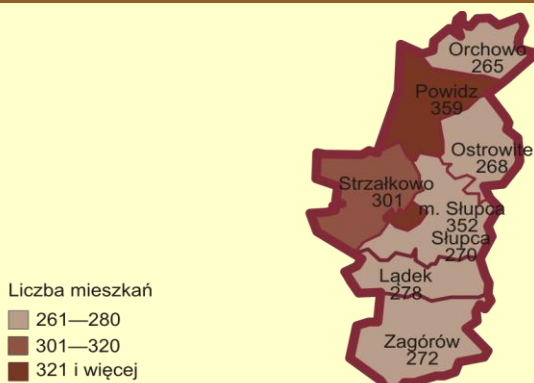 Orchowo
265
Powidz
359
Ostrowite
268
Strzałkowo
301
m. Słupca
352
Słupca
270
Lądek
278
Zagórów
272
Liczba mieszkań
261—280
301—320
321 i więcej